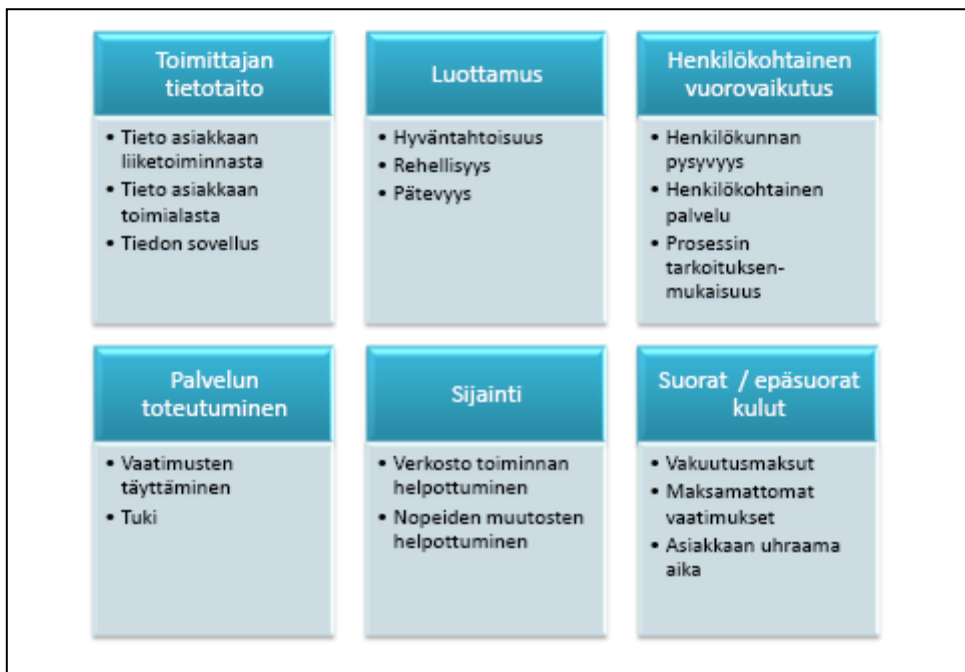 Toimittajan
tietotaito
• Tieto asiakkaan
liiketoiminnasta
• Tieto asiakkaan
toimialasta
• Tiedon sovellus
Luottamus
• Hyväntahtoisuus
• Rehellisyys
• Pätevyys
Henkilökohtainen
vuorovaikutus
• Henkilökunnan
pysyvyys
• Henkilökohtainen
palvelu
• Prosessin
tarkoituksen-
mukaisuus
Palvelun
toteutuminen
• Vaatimusten
täyttäminen
• Tuki
Sijainti
• Verkosto toiminnan
helpottuminen
• Nopeiden muutosten
helpottuminen
Suorat / epäsuorat
kulut
• Vakuutusmaksut
• Maksamattomat
vaatimukset
• Asiakkaan uhraama
aika